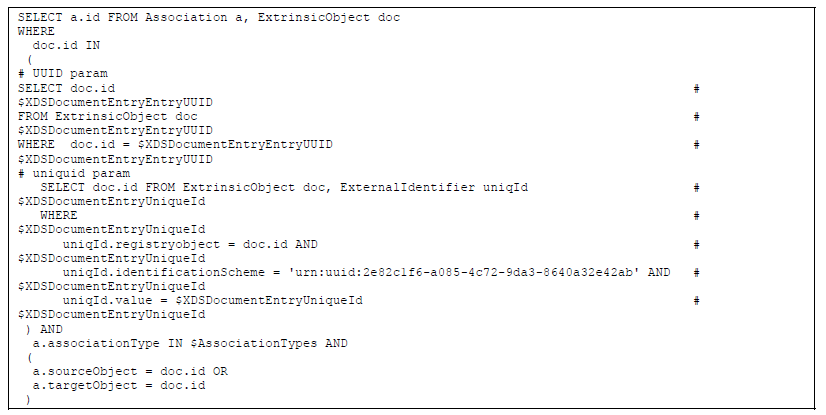 SELECT a.id FROM Association a, ExtrinsicObject doc
WHERE
doc.id IN
(
# UUID param
SELECT doc.id #
$XDSDocumentEntryEntryUUID
FROM ExtrinsicObject doc #
$XDSDocumentEntryEntryUUID
WHERE doc.id = $XDSDocumentEntryEntryUUID #
$XDSDocumentEntryEntryUUID
# uniquid param
SELECT doc.id FROM ExtrinsicObject doc, ExternalIdentifier uniqId #
$XDSDocumentEntryUniqueId
WHERE #
$XDSDocumentEntryUniqueId
uniqId.registryobject = doc.id AND #
$XDSDocumentEntryUniqueId
uniqId.identificationScheme = 'urn:uuid:2e82c1f6-a085-4c72-9da3-8640a32e42ab' AND #
$XDSDocumentEntryUniqueId
uniqId.value = $XDSDocumentEntryUniqueId #
$XDSDocumentEntryUniqueId
) AND
a.associationType IN $AssociationTypes AND
(
a.sourceObject = doc.id OR
a.targetObject = doc.id
)